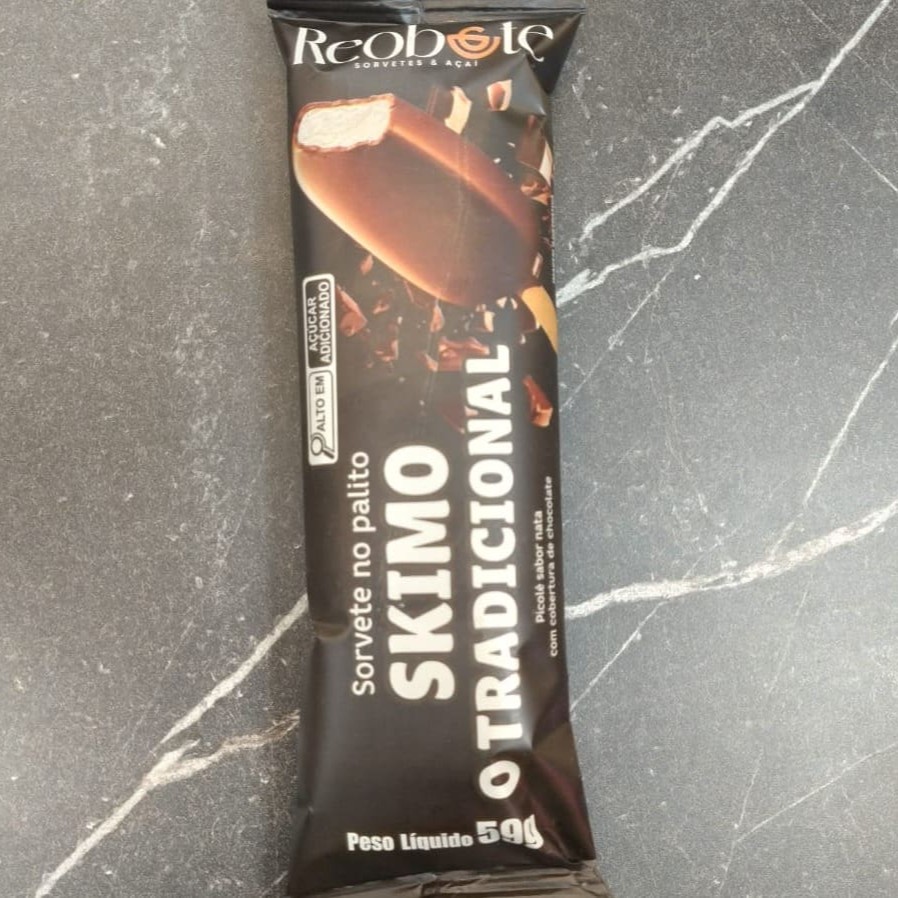 Reobote
SORVETES & AÇAÍ
ALTO EM
AÇÚCAR
ADICIONADO
Sorvete no palito
SKIMO
O TRADICIONAL
Picolé sabor nata
com cobertura de chocolate
Peso Líquido 59g